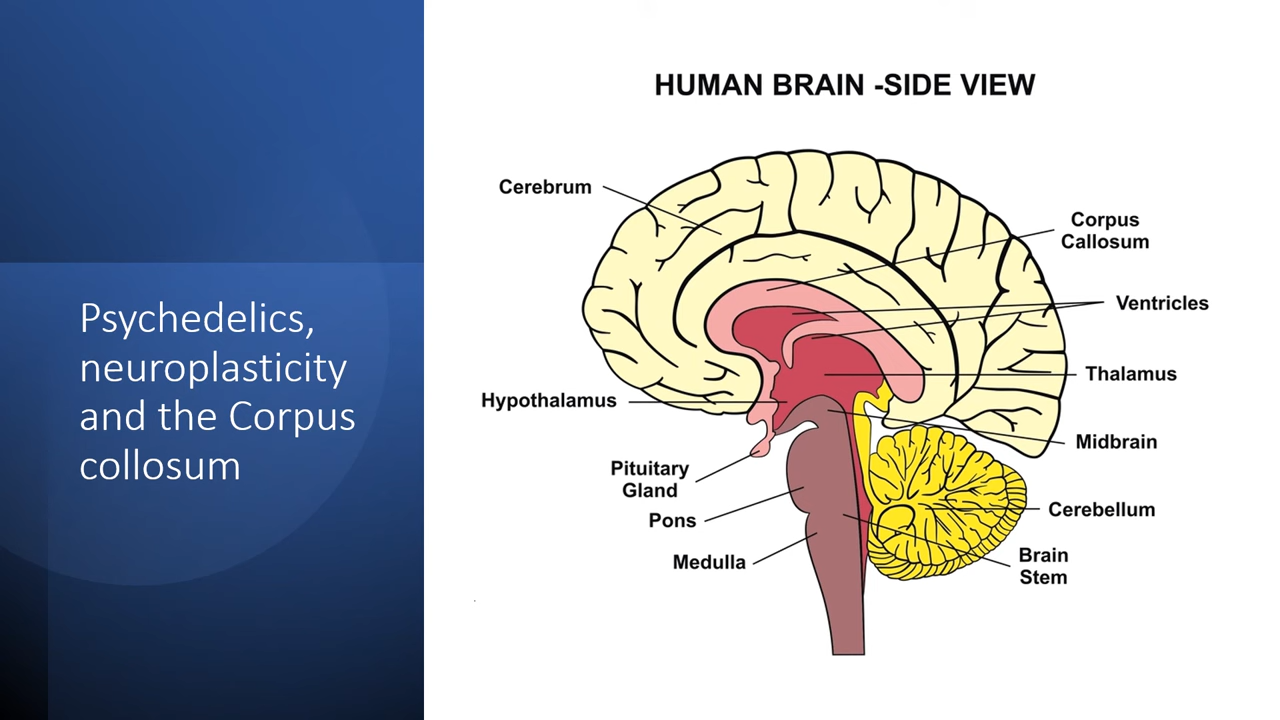 Psychedelics,
neuroplasticity
and the Corpus
collosum
HUMAN BRAIN -SIDE VIEW
Cerebrum
Corpus
Callosum
Ventricles
Thalamus
Hypothalamus
Midbrain
Pituitary
Gland
Pons
Cerebellum
Medulla
Brain
Stem